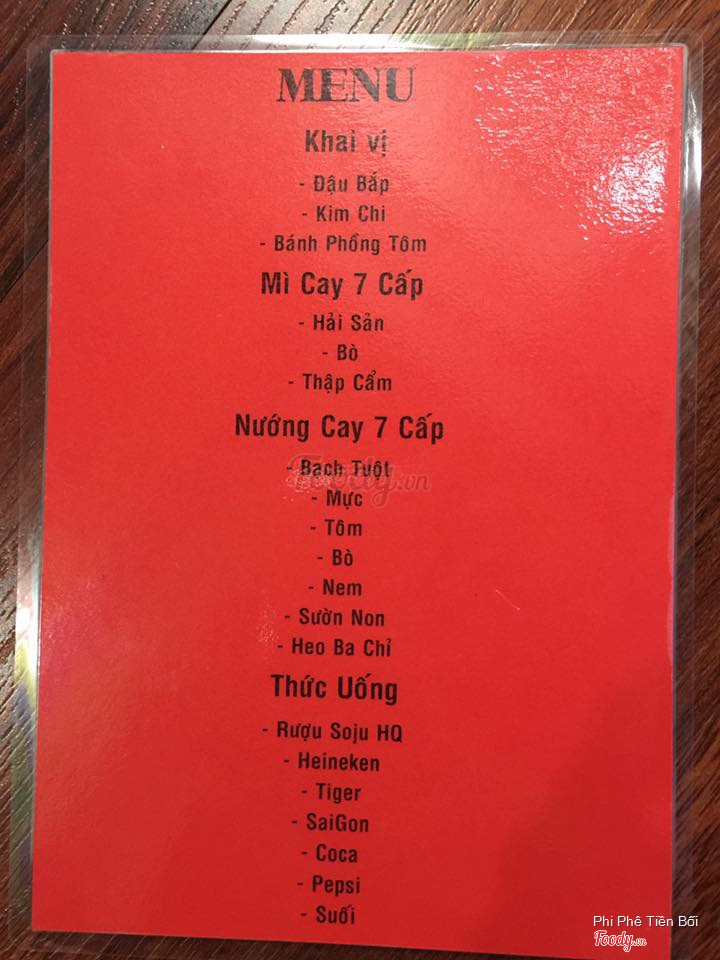 MENU
Khai vị
- Đậu Bắp
- Kim Chi
- Bánh Phồng Tôm
Mì Cay 7 Cấp
- Hải Sản
- Bò
- Thập Cẩm
Nướng Cay 7 Cấp
- Bạch Tuột
Foody.vn
- Mực
- Tôm
- Bò
- Nem
- Sườn Non
- Heo Ba Chỉ
Thức Uống
- Rượu Soju HQ
- Heineken
- Tiger
- SaiGon
- Coca
- Pepsi
- Suối
Phi Phê Tiền Bối
Foody.vn